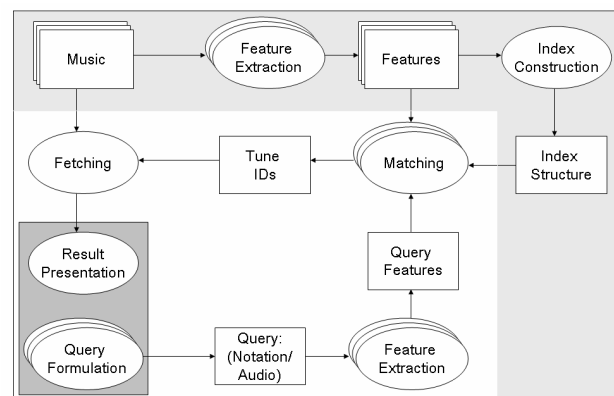 Music
Feature
Extraction
Features
Index
Construction
Fetching
Tune
IDs
Matching
Index
Structure
Result
Presentation
Query
Features
Query
Formulation
Query:
(Notation/
Audio)
Feature
Extraction